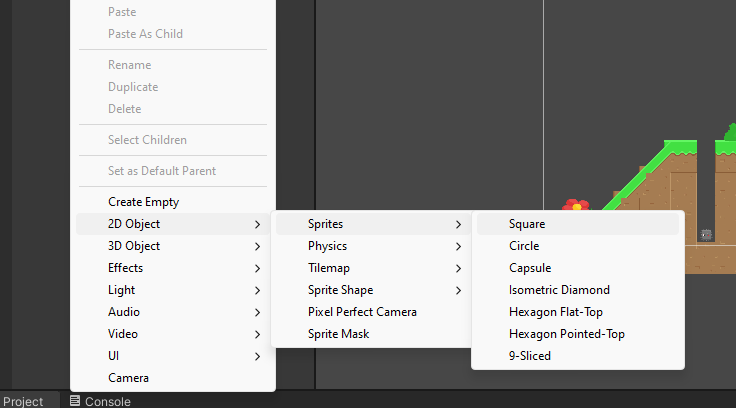 Paste
Paste As Child
Rename
Duplicate
Delete
Select Children
Set as Default Parent
Create Empty
2D Object
3D Object
Effects
Light
Audio
Video
UI
Camera
Sprites
Physics
Tilemap
Sprite Shape
Pixel Perfect Camera
Sprite Mask
Square
Circle
Capsule
Isometric Diamond
Hexagon Flat-Top
Hexagon Pointed-Top
9-Sliced
Project
Console